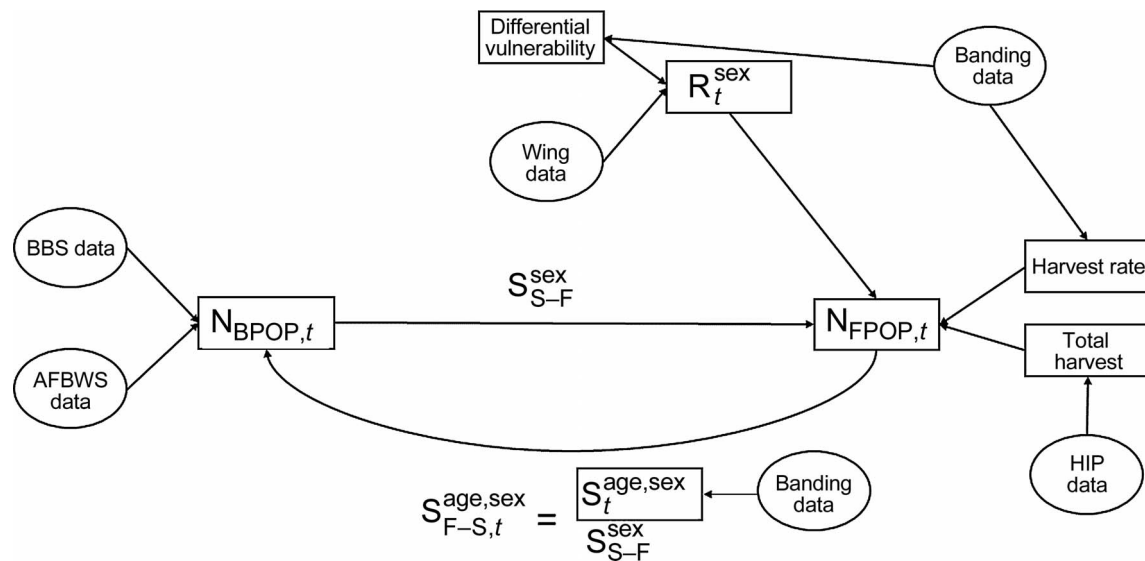 Differential
vulnerability
R_t^sex
Banding
data
Wing
data
BBS data
S_S–F^sex
Harvest rate
N_BPOP,t
N_FPOP,t
Total
harvest
AFBWS
data
HIP
data
S_F–S,t^age,sex = S_t^age,sex
Banding
data
S_S–F^sex